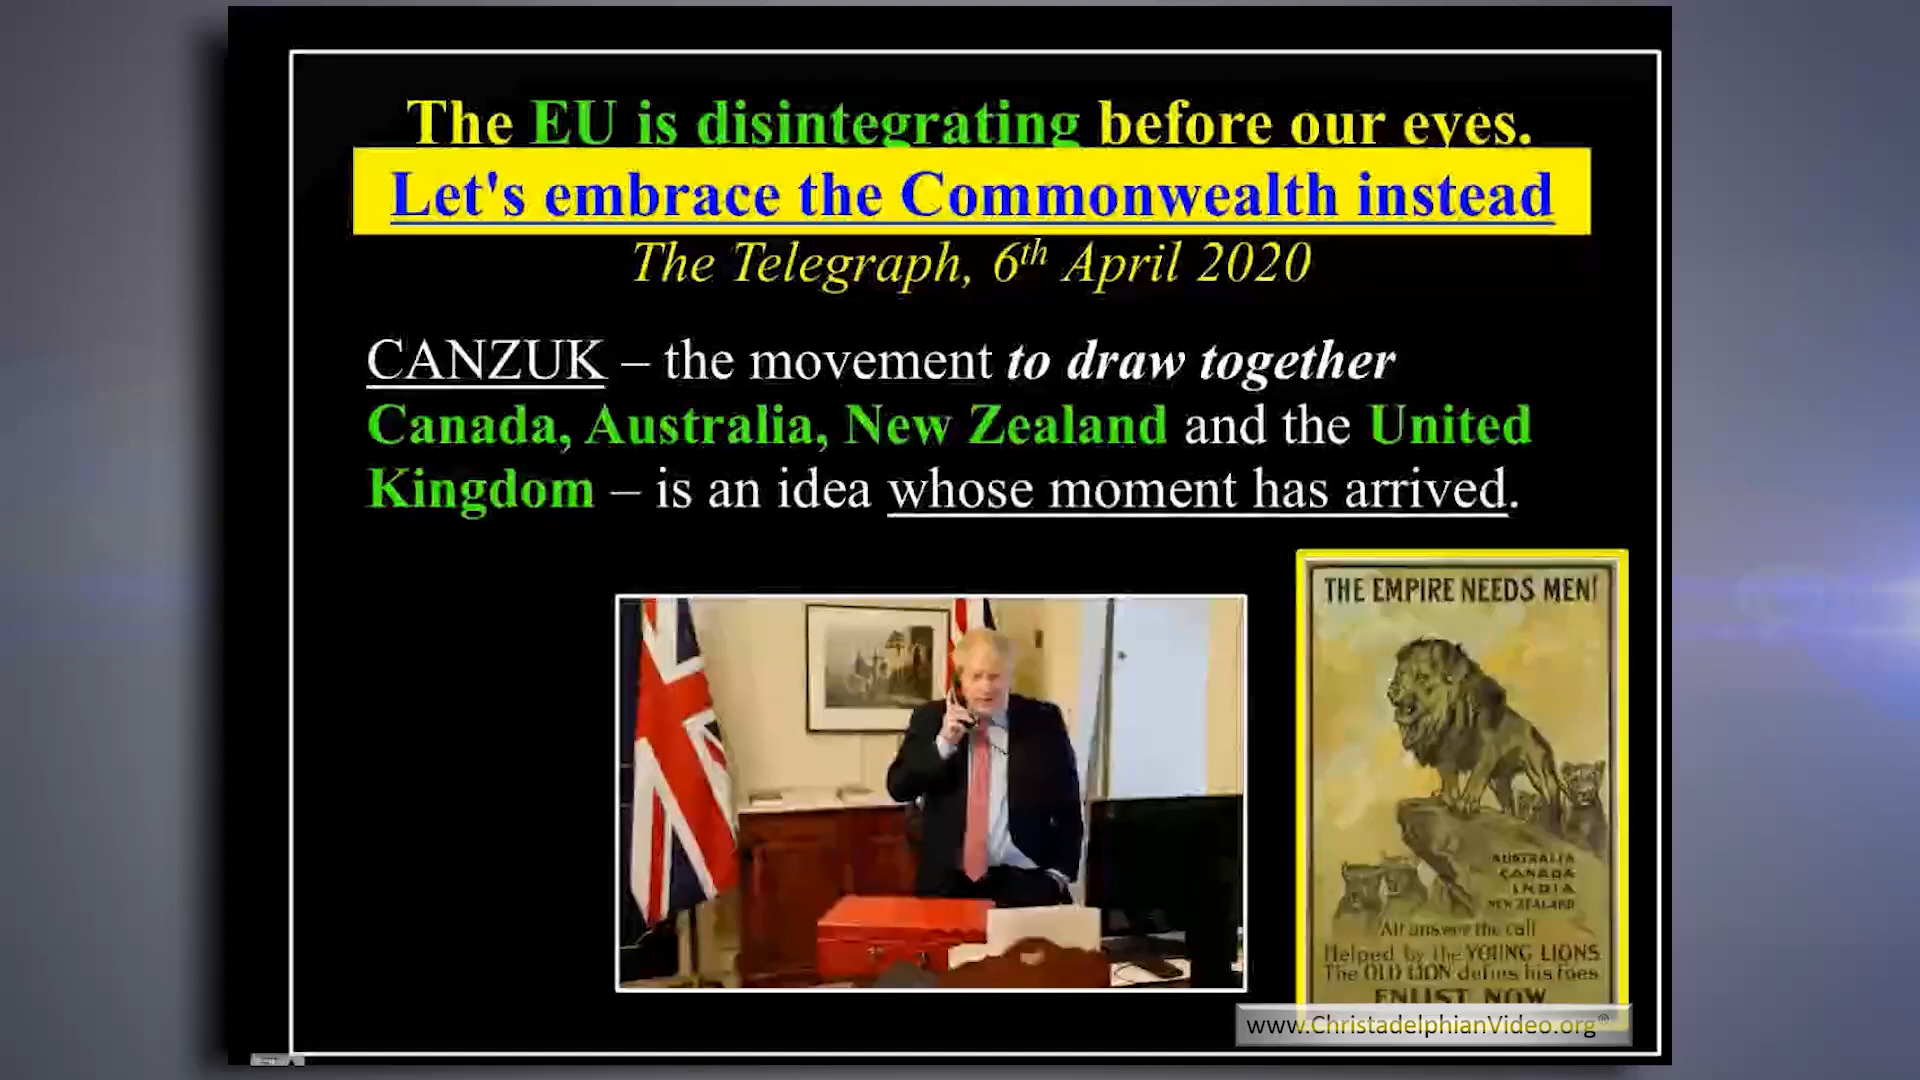 The EU is disintegrating before our eyes.
Let's embrace the Commonwealth instead
The Telegraph, 6th April 2020
CANZUK – the movement to draw together
Canada, Australia, New Zealand and the United
Kingdom – is an idea whose moment has arrived.
THE EMPIRE NEEDS MEN!
AUSTRALIA
CANADA
INDIA
NEW ZEALAND
All answer the call
Helped by the YOUNG LIONS
The OLD LION defies his foes
ENLIST NOW
www.ChristadelphianVideo.org®